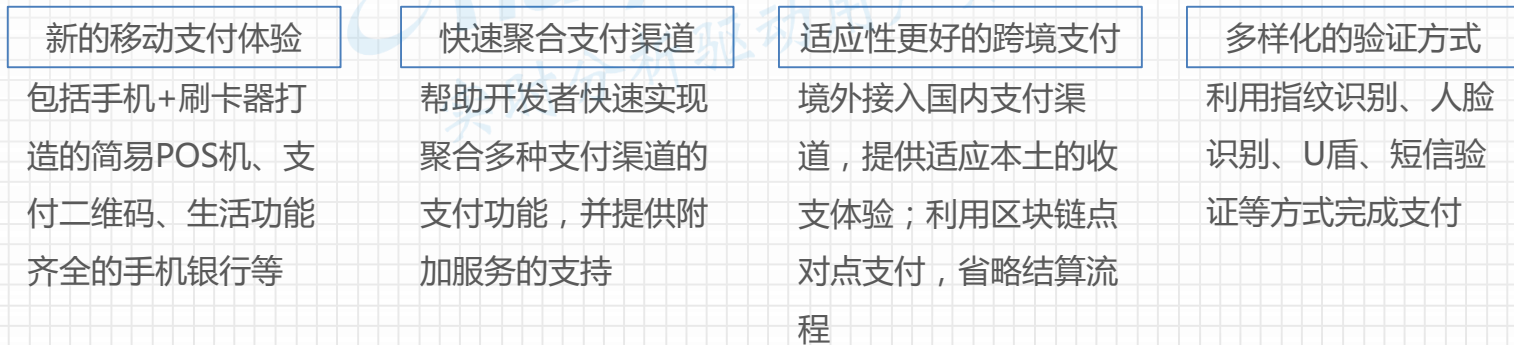 新的移动支付体验
包括手机+刷卡器打
造的简易POS机、支
付二维码、生活功能
齐全的手机银行等
快速聚合支付渠道
帮助开发者快速实现
聚合多种支付渠道的
支付功能，并提供附
加服务的支持
适应性更好的跨境支付
境外接入国内支付渠
道，提供适应本土的收
支体验；利用区块链点
对点支付，省略结算流
程
多样化的验证方式
利用指纹识别、人脸
识别、U盾、短信验
证等方式完成支付